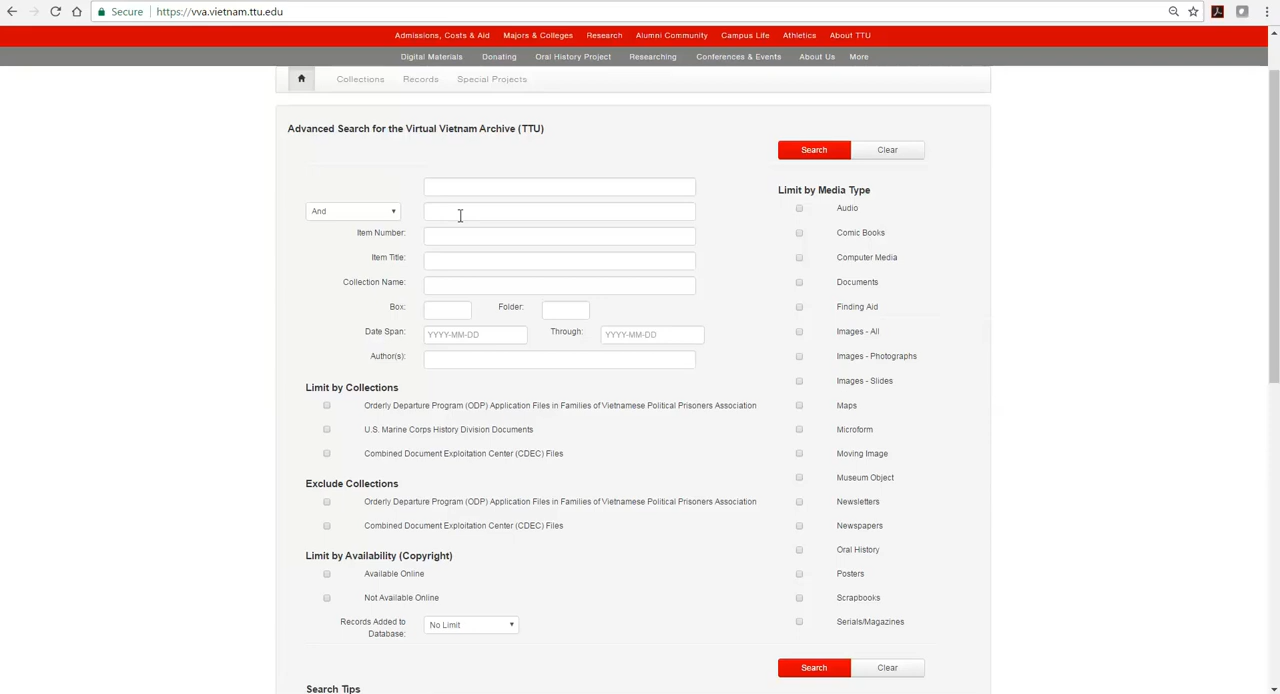 Secure
https://vva.vietnam.ttu.edu
Admissions, Costs & Aid Majors & Colleges Research Alumni Community Campus Life Athletics About TTU
Digital Materials Donating Oral History Project Researching Conferences & Events About Us More
Collections Records Special Projects
Advanced Search for the Virtual Vietnam Archive (TTU)
Search Clear
And
Item Number:
Item Title:
Collection Name:
Box: Folder:
Date Span: YYYY-MM-DD Through: YYYY-MM-DD
Author(s):
Limit by Collections
Orderly Departure Program (ODP) Application Files in Families of Vietnamese Political Prisoners Association
U.S. Marine Corps History Division Documents
Combined Document Exploitation Center (CDEC) Files
Exclude Collections
Orderly Departure Program (ODP) Application Files in Families of Vietnamese Political Prisoners Association
Combined Document Exploitation Center (CDEC) Files
Limit by Availability (Copyright)
Available Online
Not Available Online
Records Added to
Database:
No Limit
Limit by Media Type
Audio
Comic Books
Computer Media
Documents
Finding Aid
Images - All
Images - Photographs
Images - Slides
Maps
Microform
Moving Image
Museum Object
Newsletters
Newspapers
Oral History
Posters
Scrapbooks
Serials/Magazines
Search Clear
Search Tips